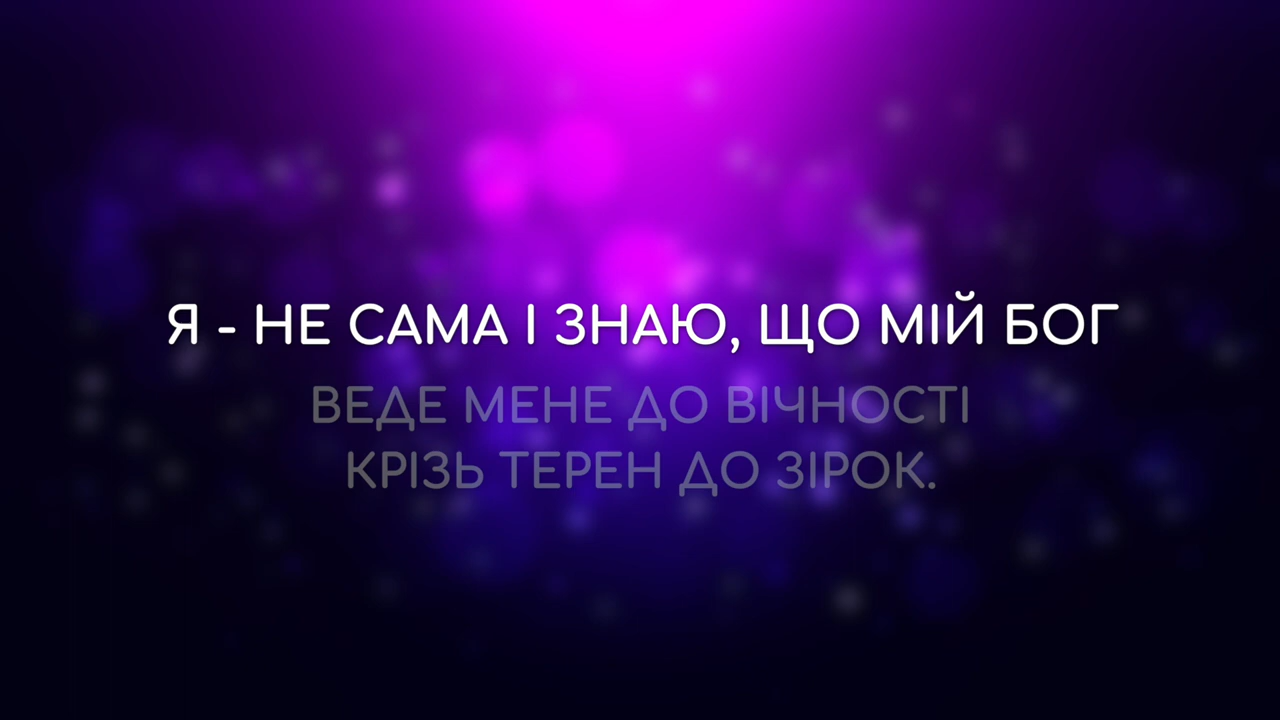 Я - НЕ САМА І ЗНАЮ, ЩО МІЙ БОГ
ВЕДЕ МЕНЕ ДО ВІЧНОСТІ
КРІЗЬ ТЕРЕН ДО ЗІРОК.